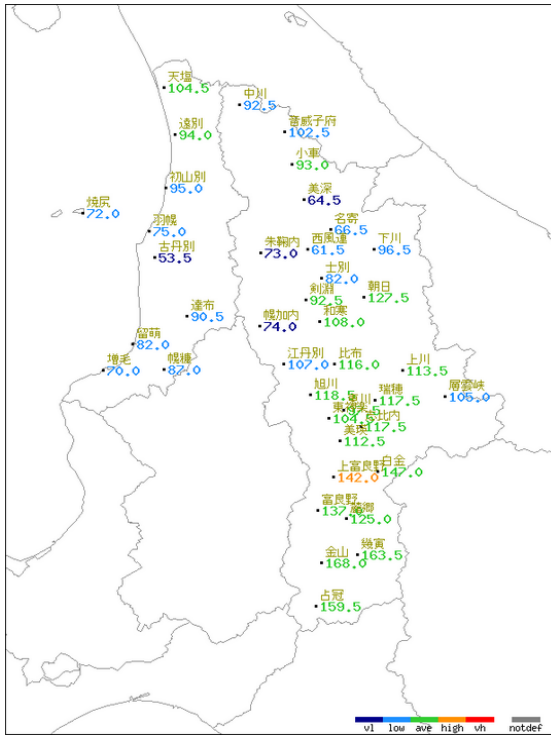 天塩
104.5
中川
92.5
音威子府
102.5
遠別
94.0
小車
93.0
初山別
95.0
美深
64.5
焼尻
72.0
羽幌
75.0
名寄
66.5
古丹別
53.5
朱鞠内
73.0
西風連
61.5
下川
96.5
士別
82.0
剣淵
92.5
朝日
127.5
達布
90.5
幌加内
74.0
和寒
108.0
留萌
82.0
増毛
70.0
幌糠
87.0
江丹別
107.0
比布
116.0
上川
113.5
旭川
118.5
瑞穂
117.5
層雲峡
105.0
104.5
117.5
美瑛
112.5
上富良野
142.0
白金
147.0
富良野
麓郷
125.0
幾寅
163.5
金山
168.0
占冠
159.5
vl low ave high vh notdef